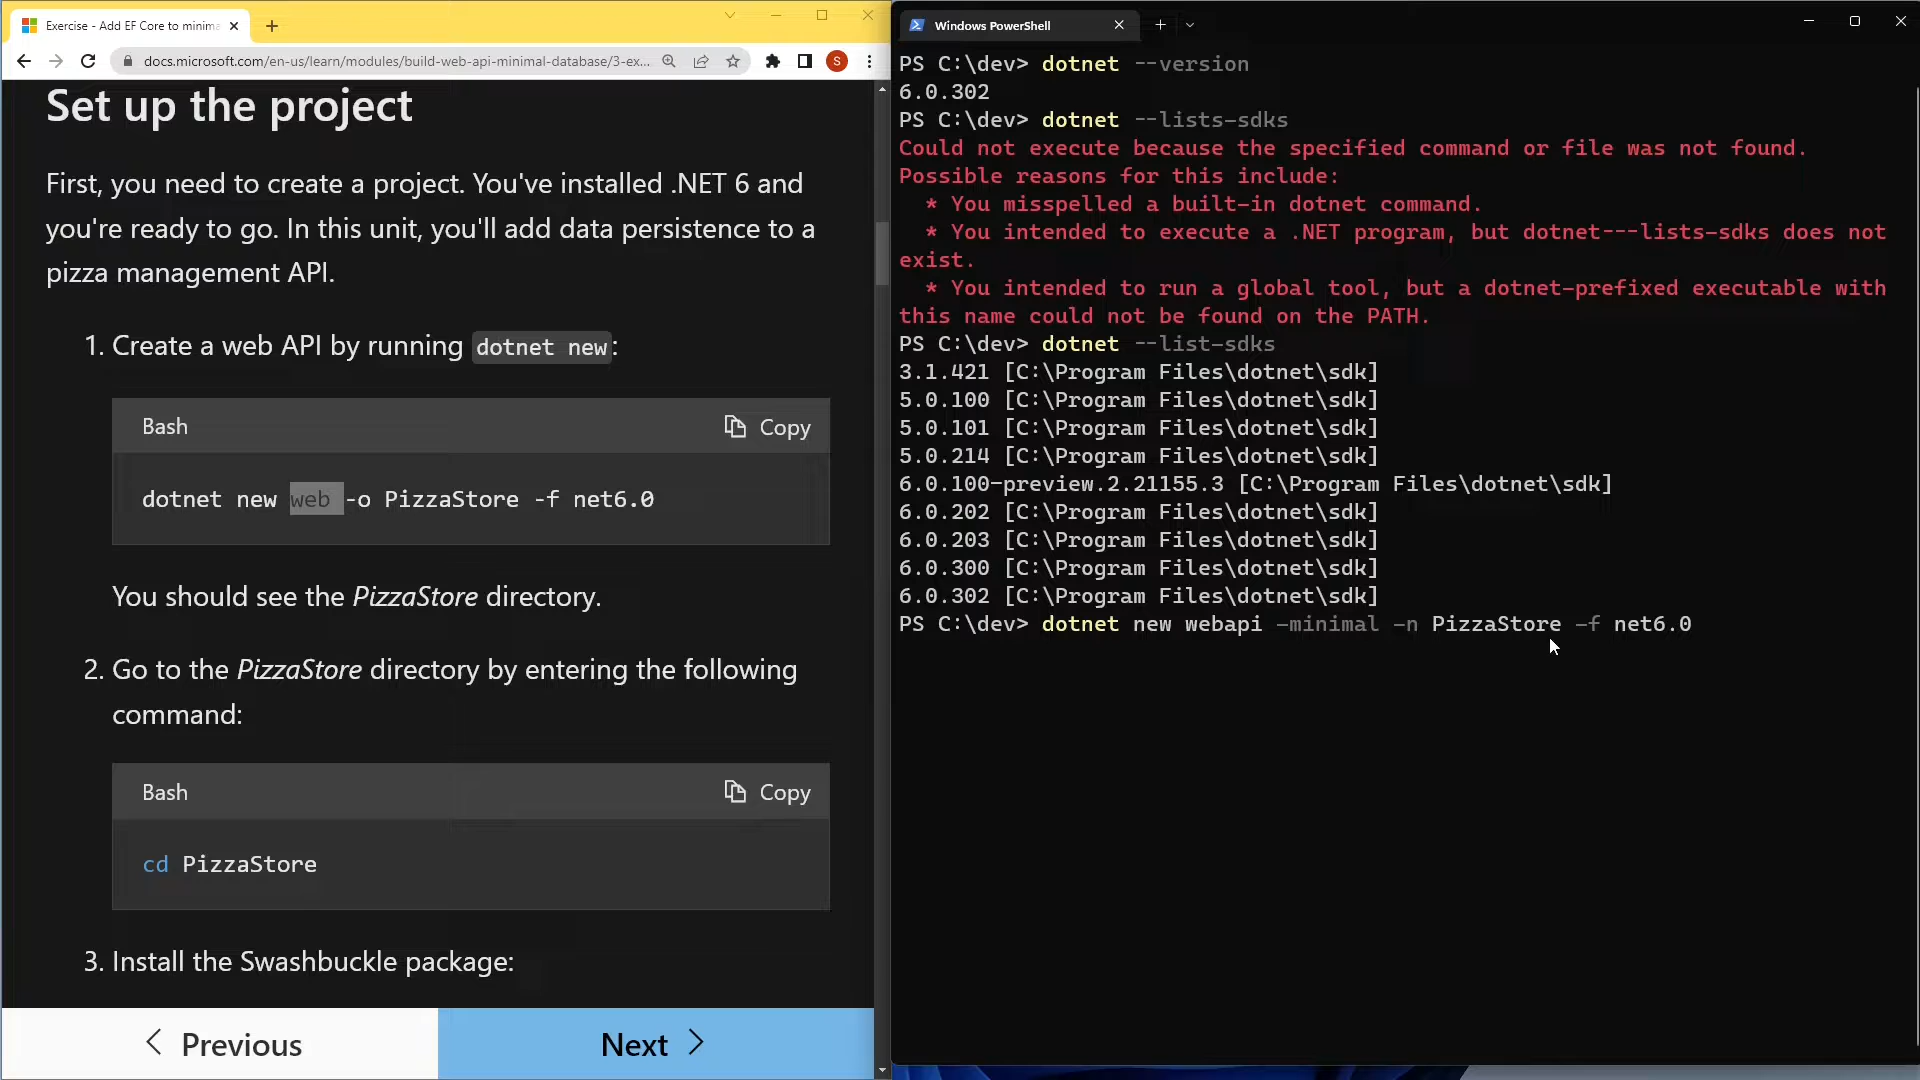 Exercise - Add EF Core to minima
docs.microsoft.com/en-us/learn/modules/build-web-api-minimal-database/3-ex...
S
Set up the project
First, you need to create a project. You've installed .NET 6 and
you're ready to go. In this unit, you'll add data persistence to a
pizza management API.
1. Create a web API by running dotnet new:
Bash
Copy
dotnet new web -o PizzaStore -f net6.0
You should see the PizzaStore directory.
2. Go to the PizzaStore directory by entering the following
command:
Bash
Copy
cd PizzaStore
3. Install the Swashbuckle package:
Previous
Next
Windows PowerShell
PS C:\dev> dotnet --version
6.0.302
PS C:\dev> dotnet --lists-sdks
Could not execute because the specified command or file was not found.
Possible reasons for this include:
* You misspelled a built-in dotnet command.
* You intended to execute a .NET program, but dotnet---lists-sdks does not
exist.
* You intended to run a global tool, but a dotnet-prefixed executable with
this name could not be found on the PATH.
PS C:\dev> dotnet --list-sdks
3.1.421 [C:\Program Files\dotnet\sdk]
5.0.100 [C:\Program Files\dotnet\sdk]
5.0.101 [C:\Program Files\dotnet\sdk]
5.0.214 [C:\Program Files\dotnet\sdk]
6.0.100-preview.2.21155.3 [C:\Program Files\dotnet\sdk]
6.0.202 [C:\Program Files\dotnet\sdk]
6.0.203 [C:\Program Files\dotnet\sdk]
6.0.300 [C:\Program Files\dotnet\sdk]
6.0.302 [C:\Program Files\dotnet\sdk]
PS C:\dev> dotnet new webapi -minimal -n PizzaStore -f net6.0